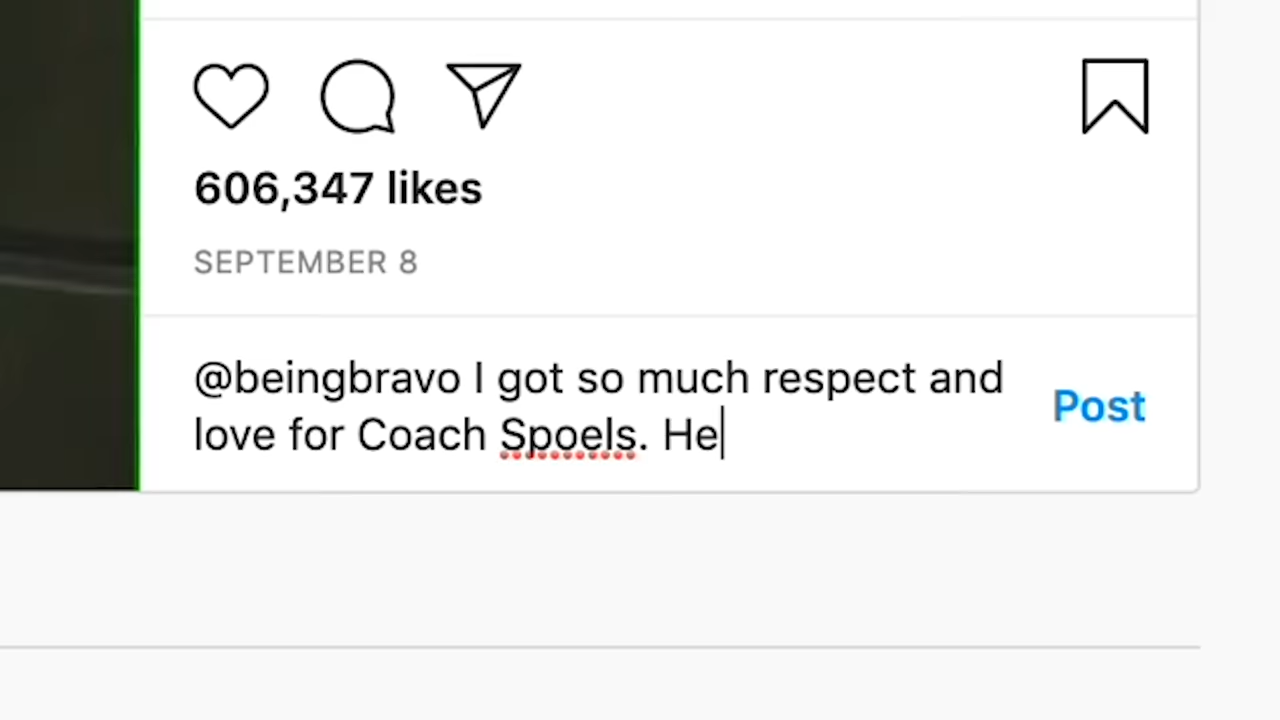 606,347 likes
SEPTEMBER 8
@beingbravo I got so much respect and
love for Coach Spoels. He
Post